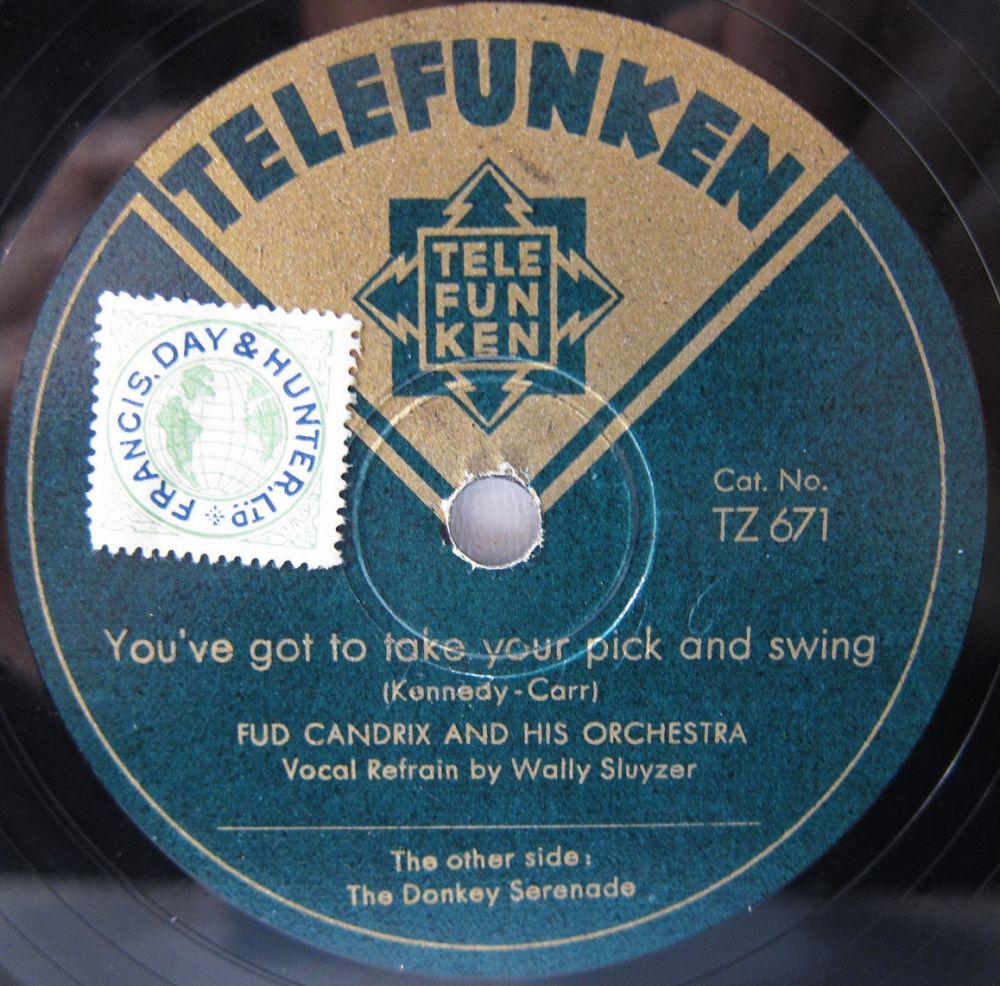 TELEFUNKEN
TELE
FUN
KEN
FRANCIS. DAY & HUNTER. LTD
Cat. No.
TZ 671
You've got to take your pick and swing
(Kennedy - Carr)
FUD CANDRIX AND HIS ORCHESTRA
Vocal Refrain by Wally Sluyzer
The other side:
The Donkey Serenade